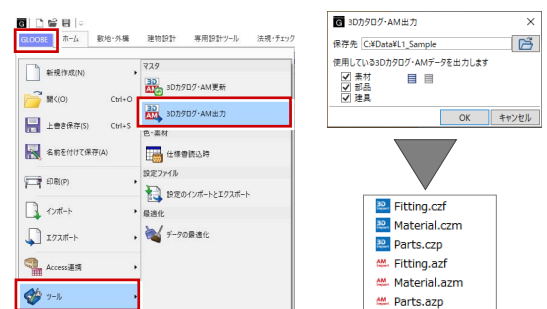 GLOOBE ホーム 敷地・外構 建物設計 専用設計ツール 法規・チェック
新規作成(N)
開く(O) Ctrl+O
上書き保存(S) Ctrl+S
名前を付けて保存(A)
印刷(P)
インポート
エクスポート
Access連携
ツール
マスタ
3Dカタログ・AM更新
3Dカタログ・AM出力
色・素材
仕様書読込時
設定ファイル
設定のインポートとエクスポート
最適化
データの最適化
3Dカタログ・AM出力
保存先 C:¥Data¥L1_Sample
使用している3Dカタログ・AMデータを出力します
素材
部品
建具
OK キャンセル
Fitting.czf
Material.czm
Parts.czp
Fitting.azf
Material.azm
Parts.azp